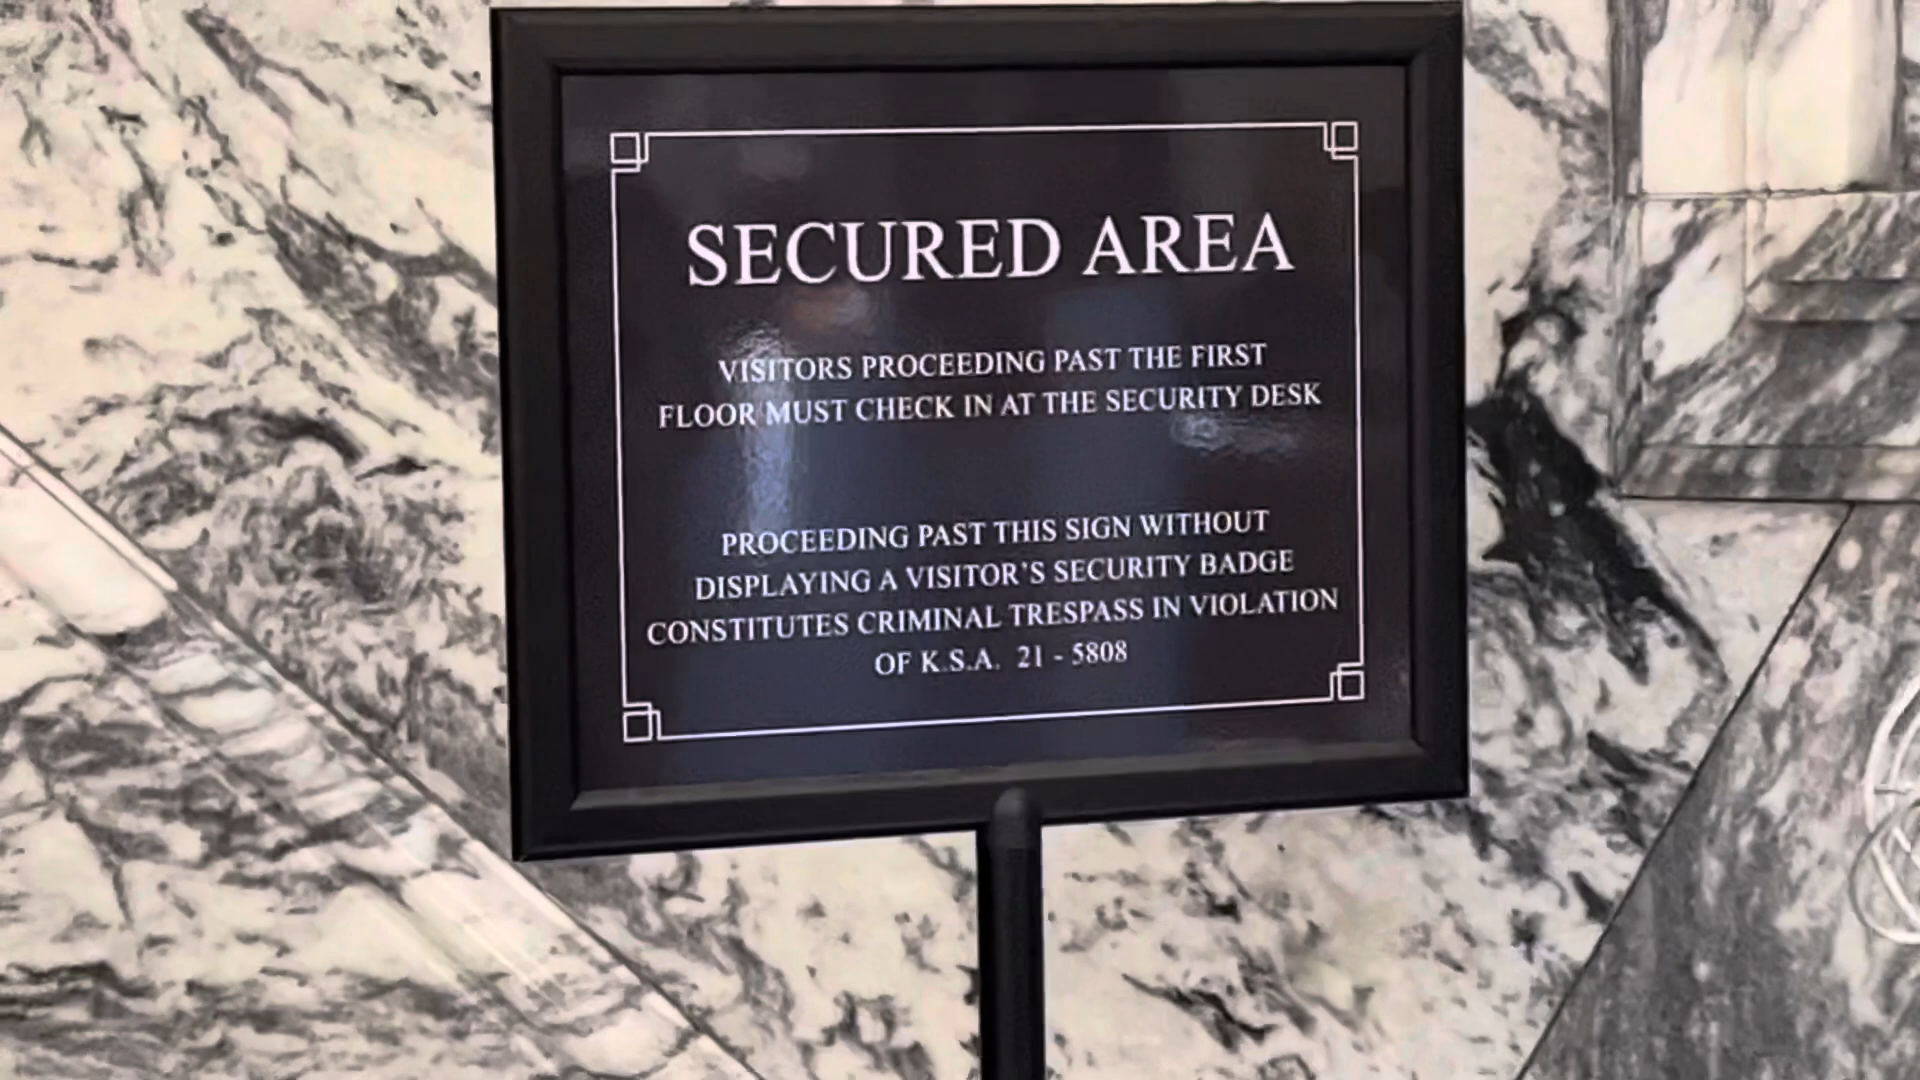 SECURED AREA
VISITORS PROCEEDING PAST THE FIRST
FLOOR MUST CHECK IN AT THE SECURITY DESK
PROCEEDING PAST THIS SIGN WITHOUT
DISPLAYING A VISITOR'S SECURITY BADGE
CONSTITUTES CRIMINAL TRESPASS IN VIOLATION
OF K.S.A. 21 - 5808